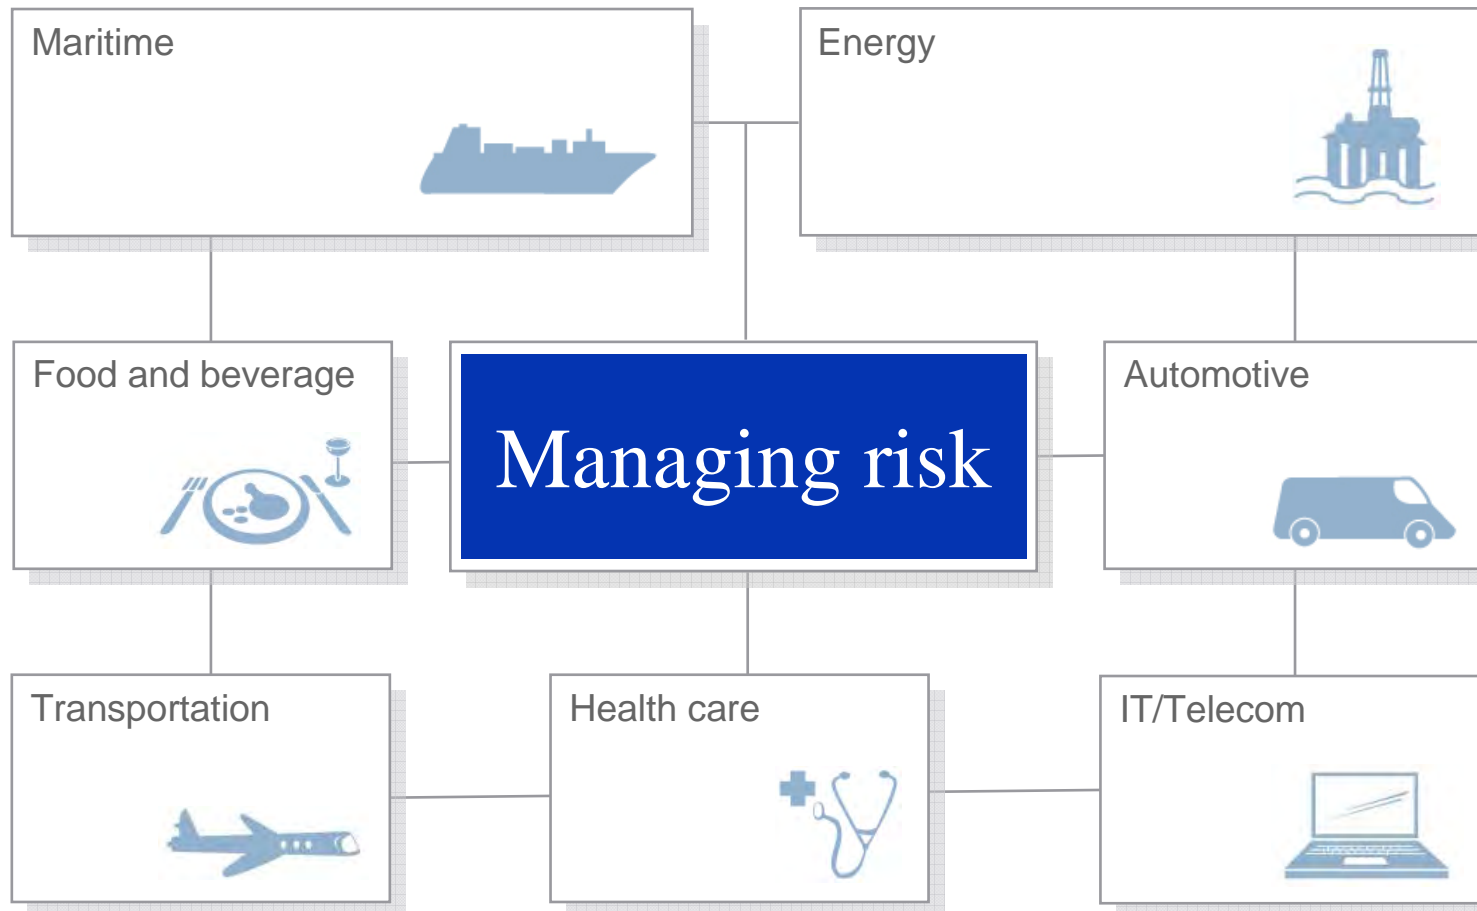 Maritime
Energy
Food and beverage
Managing risk
Automotive
Transportation
Health care
IT/Telecom